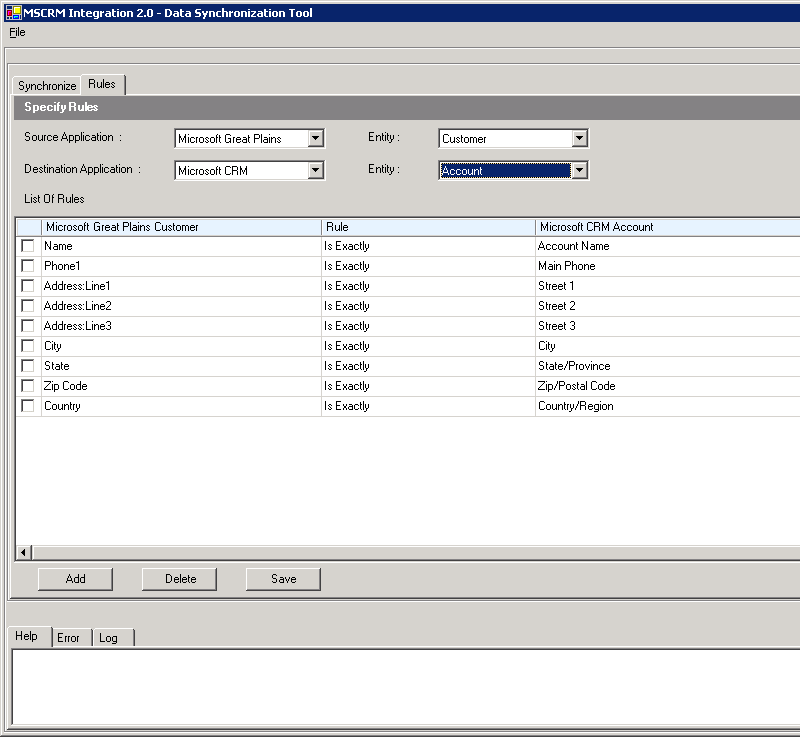 MSCRM Integration 2.0 - Data Synchronization Tool
File
Synchronize Rules
Specify Rules
Source Application : Microsoft Great Plains Entity : Customer
Destination Application : Microsoft CRM Entity : Account
List Of Rules
Microsoft Great Plains Customer Rule Microsoft CRM Account
Name Is Exactly Account Name
Phone1 Is Exactly Main Phone
Address:Line1 Is Exactly Street 1
Address:Line2 Is Exactly Street 2
Address:Line3 Is Exactly Street 3
City Is Exactly City
State Is Exactly State/Province
Zip Code Is Exactly Zip/Postal Code
Country Is Exactly Country/Region
Add Delete Save
Help Error Log